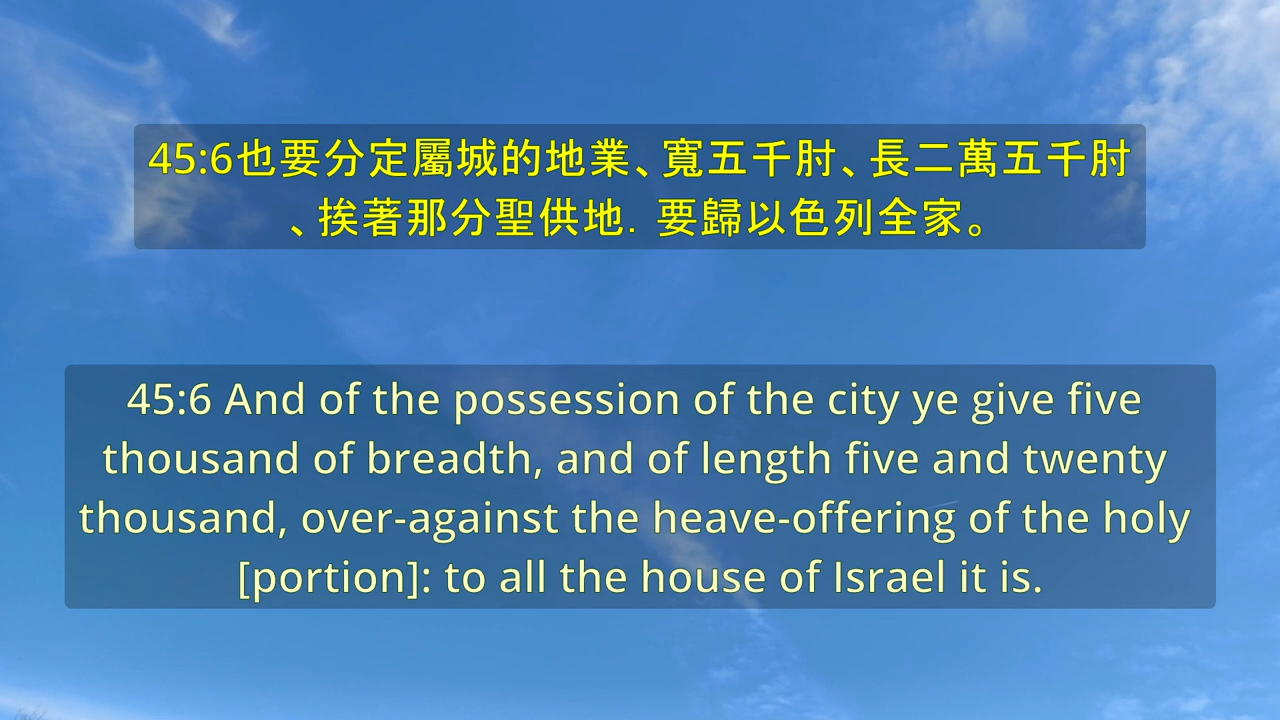 45:6也要分定屬城的地業、寬五千肘、長二萬五千肘
、挨著那分聖供地．要歸以色列全家。
45:6 And of the possession of the city ye give five
thousand of breadth, and of length five and twenty
thousand, over-against the heave-offering of the holy
[portion]: to all the house of Israel it is.